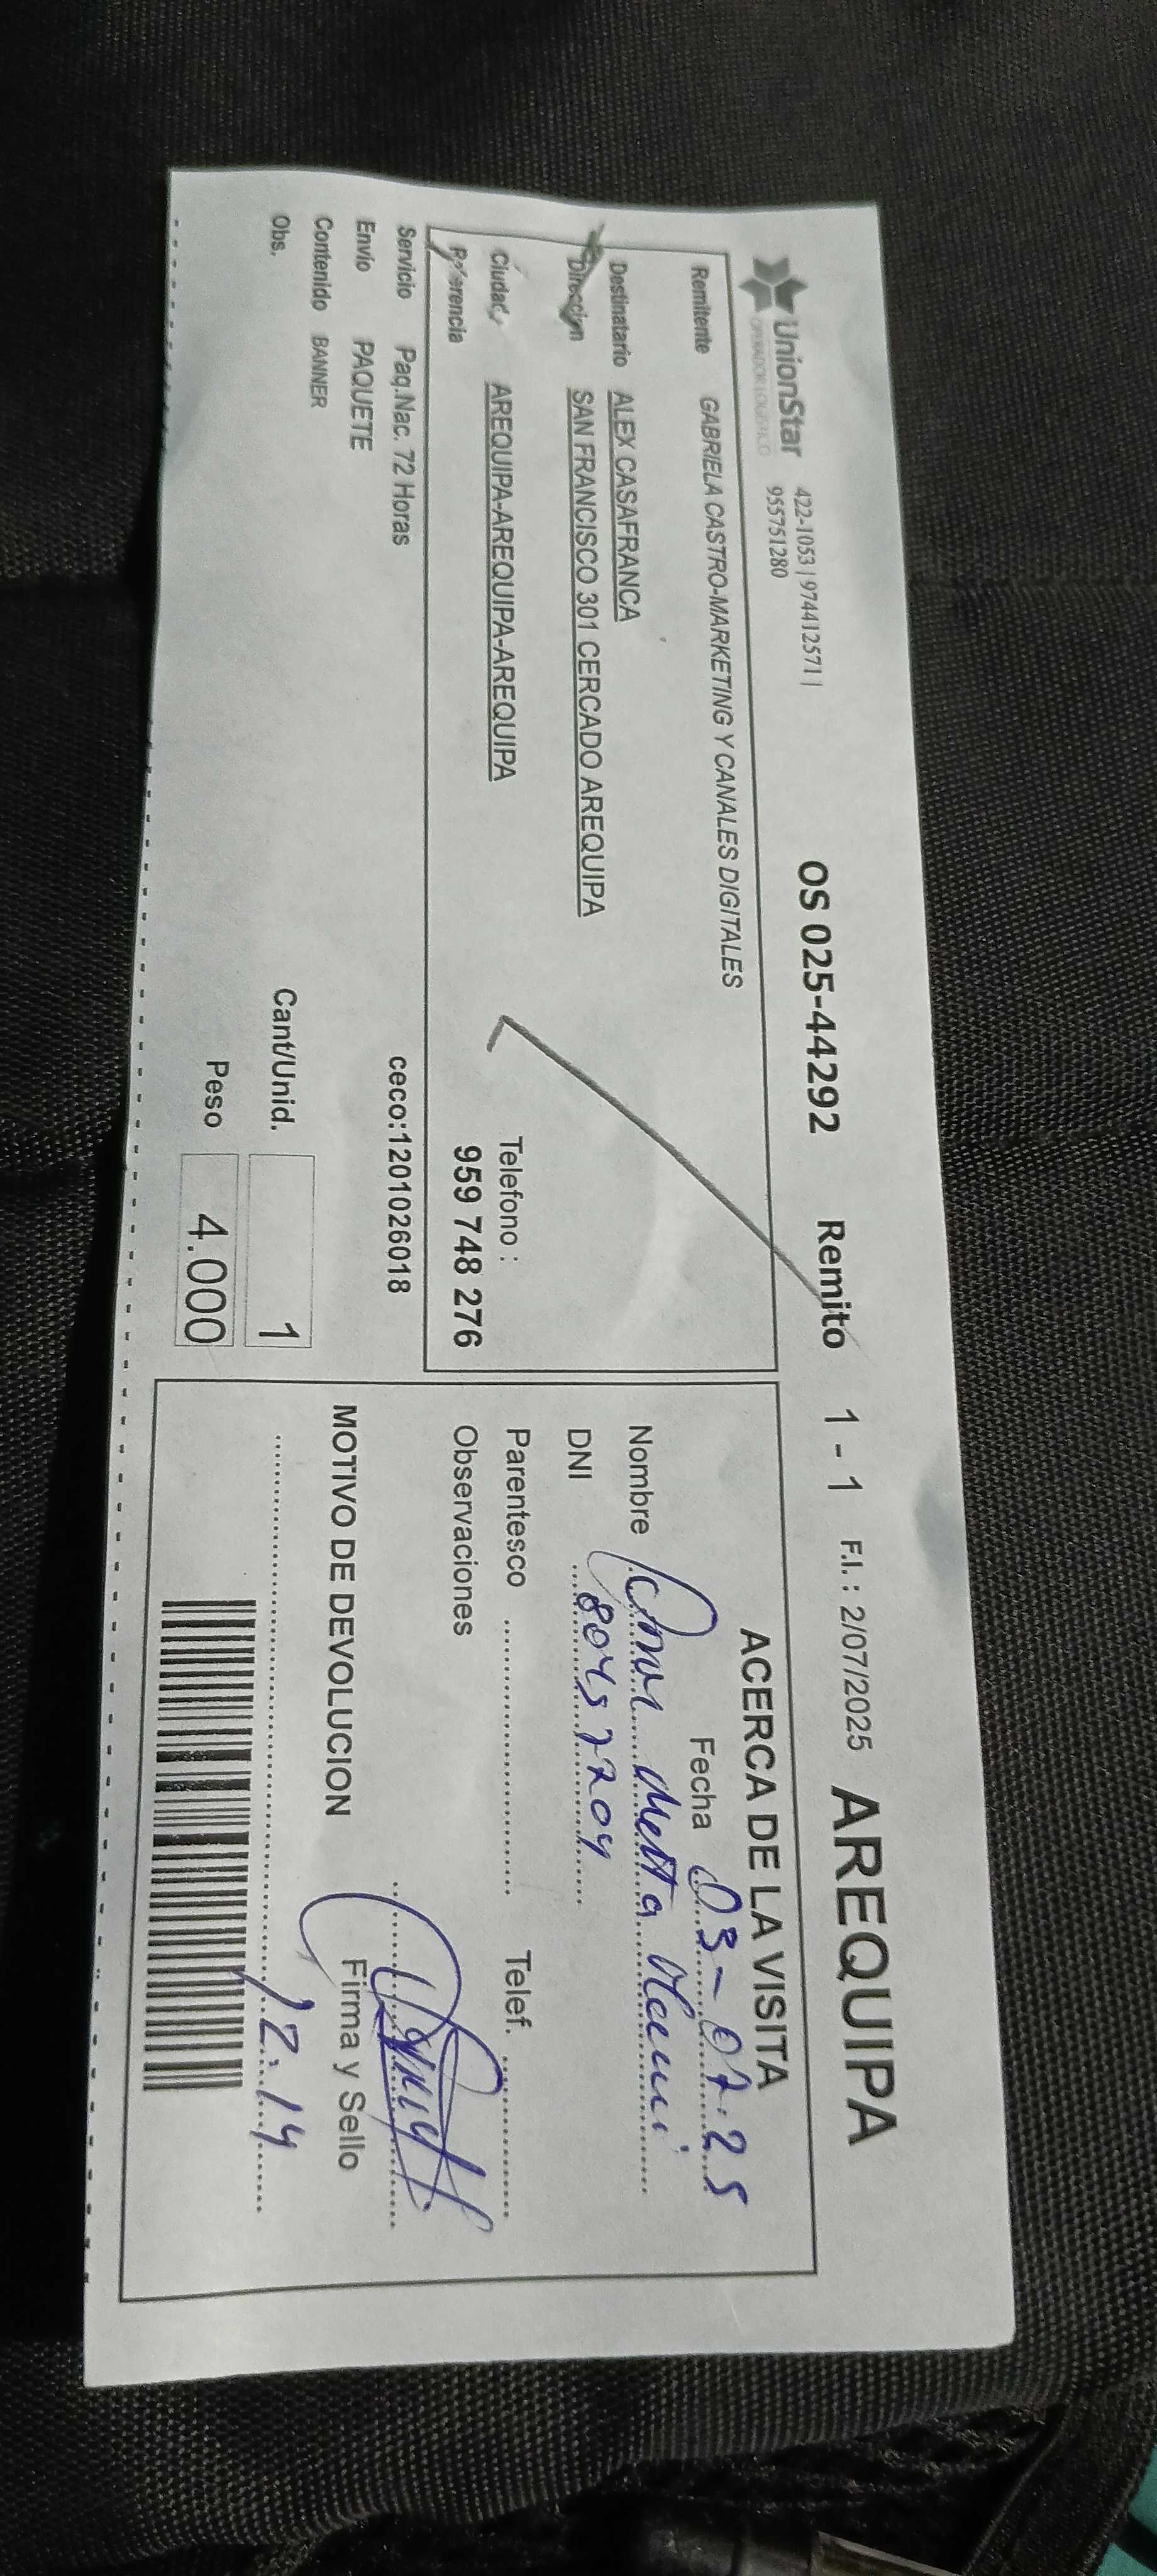 UnionStar
OPERADOR LOGISTICO
422-1053 | 974412571 |
955751280
OS 025-44292 Remito 1 - 1 F.I. : 2/07/2025 AREQUIPA
Remitente GABRIELA CASTRO-MARKETING Y CANALES DIGITALES
Destinatario ALEX CASAFRANCA
Dirección SAN FRANCISCO 301 CERCADO AREQUIPA
Ciudad AREQUIPA-AREQUIPA-AREQUIPA
Referencia
Telefono :
959 748 276
Servicio Paq.Nac. 72 Horas
ceco:1201026018
Envío PAQUETE
Contenido BANNER
Obs.
Cant/Unid. 1
Peso 4.000
ACERCA DE LA VISITA
Fecha 03-07-25
Nombre
DNI
Parentesco
Telef.
Observaciones
Firma y Sello
MOTIVO DE DEVOLUCION
12.14